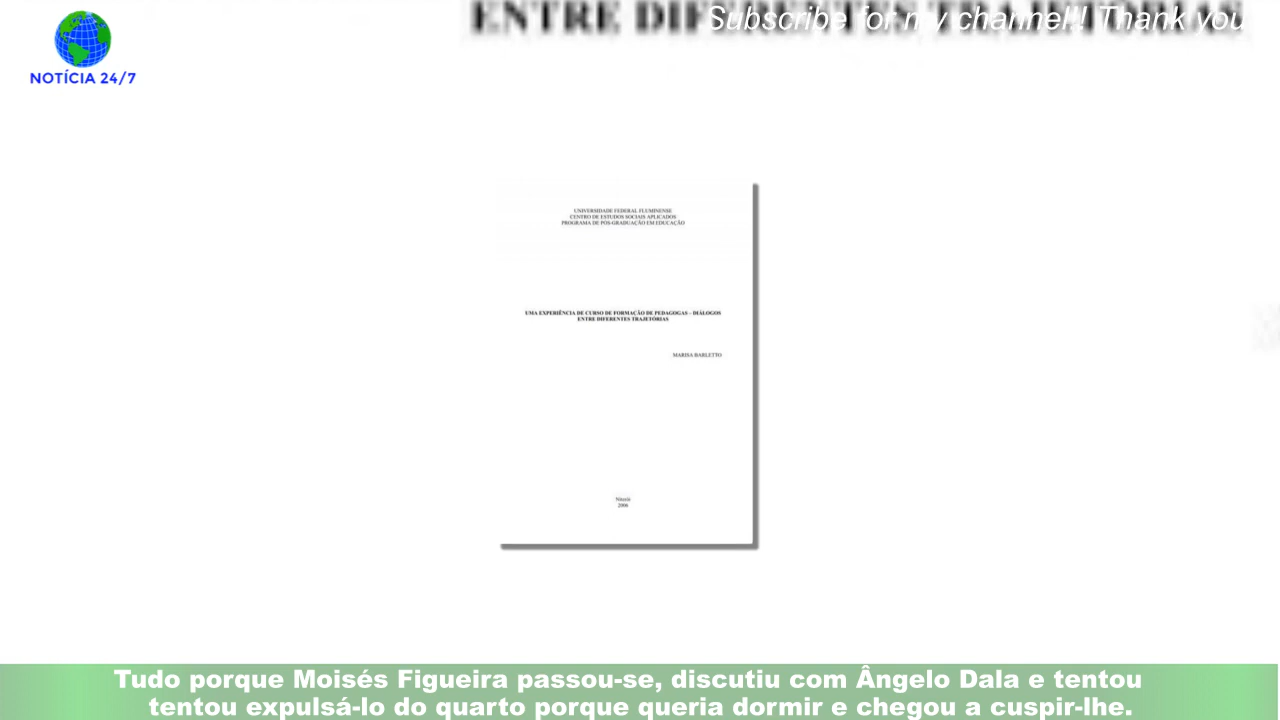 ENTRE DIFERENTES TRAJETÓRIAS
Subscribe for my channel!! Thank you
NOTÍCIA 24/7
UNIVERSIDADE FEDERAL FLUMINENSE
CENTRO DE ESTUDOS SOCIAIS APLICADOS
PROGRAMA DE PÓS-GRADUAÇÃO EM EDUCAÇÃO
UMA EXPERIÊNCIA DE CURSO DE FORMAÇÃO DE PEDAGOGAS – DIÁLOGOS
ENTRE DIFERENTES TRAJETÓRIAS
MARISA BARLETTO
Niterói
2006
Tudo porque Moisés Figueira passou-se, discutiu com Ângelo Dala e tentou
tentou expulsá-lo do quarto porque queria dormir e chegou a cuspir-lhe.